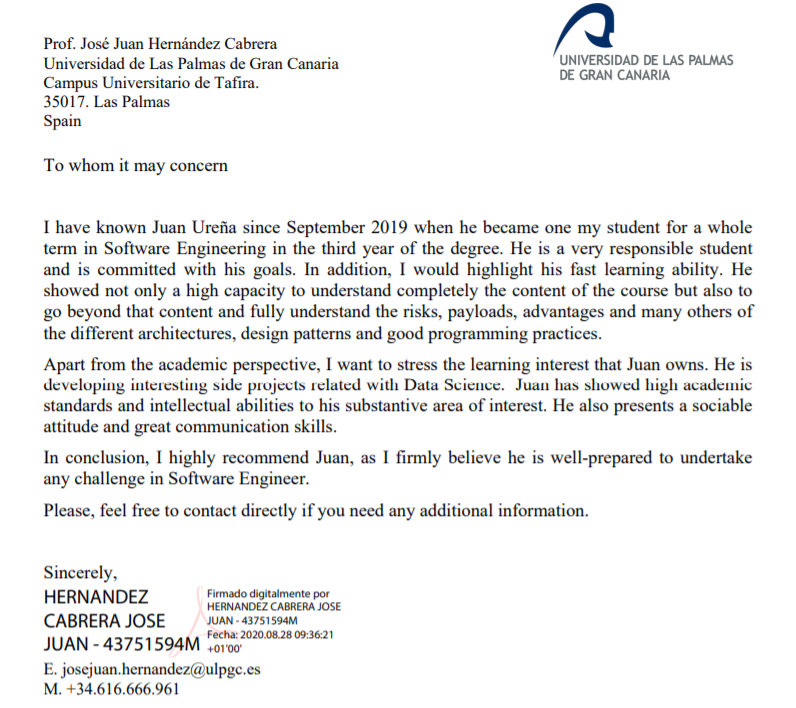 Prof. José Juan Hernández Cabrera
Universidad de Las Palmas de Gran Canaria
Campus Universitario de Tafira.
35017. Las Palmas
Spain
UNIVERSIDAD DE LAS PALMAS
DE GRAN CANARIA
To whom it may concern
I have known Juan Ureña since September 2019 when he became one my student for a whole
term in Software Engineering in the third year of the degree. He is a very responsible student
and is committed with his goals. In addition, I would highlight his fast learning ability. He
showed not only a high capacity to understand completely the content of the course but also to
go beyond that content and fully understand the risks, payloads, advantages and many others of
the different architectures, design patterns and good programming practices.
Apart from the academic perspective, I want to stress the learning interest that Juan owns. He is
developing interesting side projects related with Data Science. Juan has showed high academic
standards and intellectual abilities to his substantive area of interest. He also presents a sociable
attitude and great communication skills.
In conclusion, I highly recommend Juan, as I firmly believe he is well-prepared to undertake
any challenge in Software Engineer.
Please, feel free to contact directly if you need any additional information.
Sincerely,
HERNANDEZ
CABRERA JOSE
JUAN - 43751594M
Firmado digitalmente por
HERNANDEZ CABRERA JOSE
JUAN - 43751594M
Fecha: 2020.08.28 09:36:21
+01'00'
E. josejuan.hernandez@ulpgc.es
M. +34.616.666.961